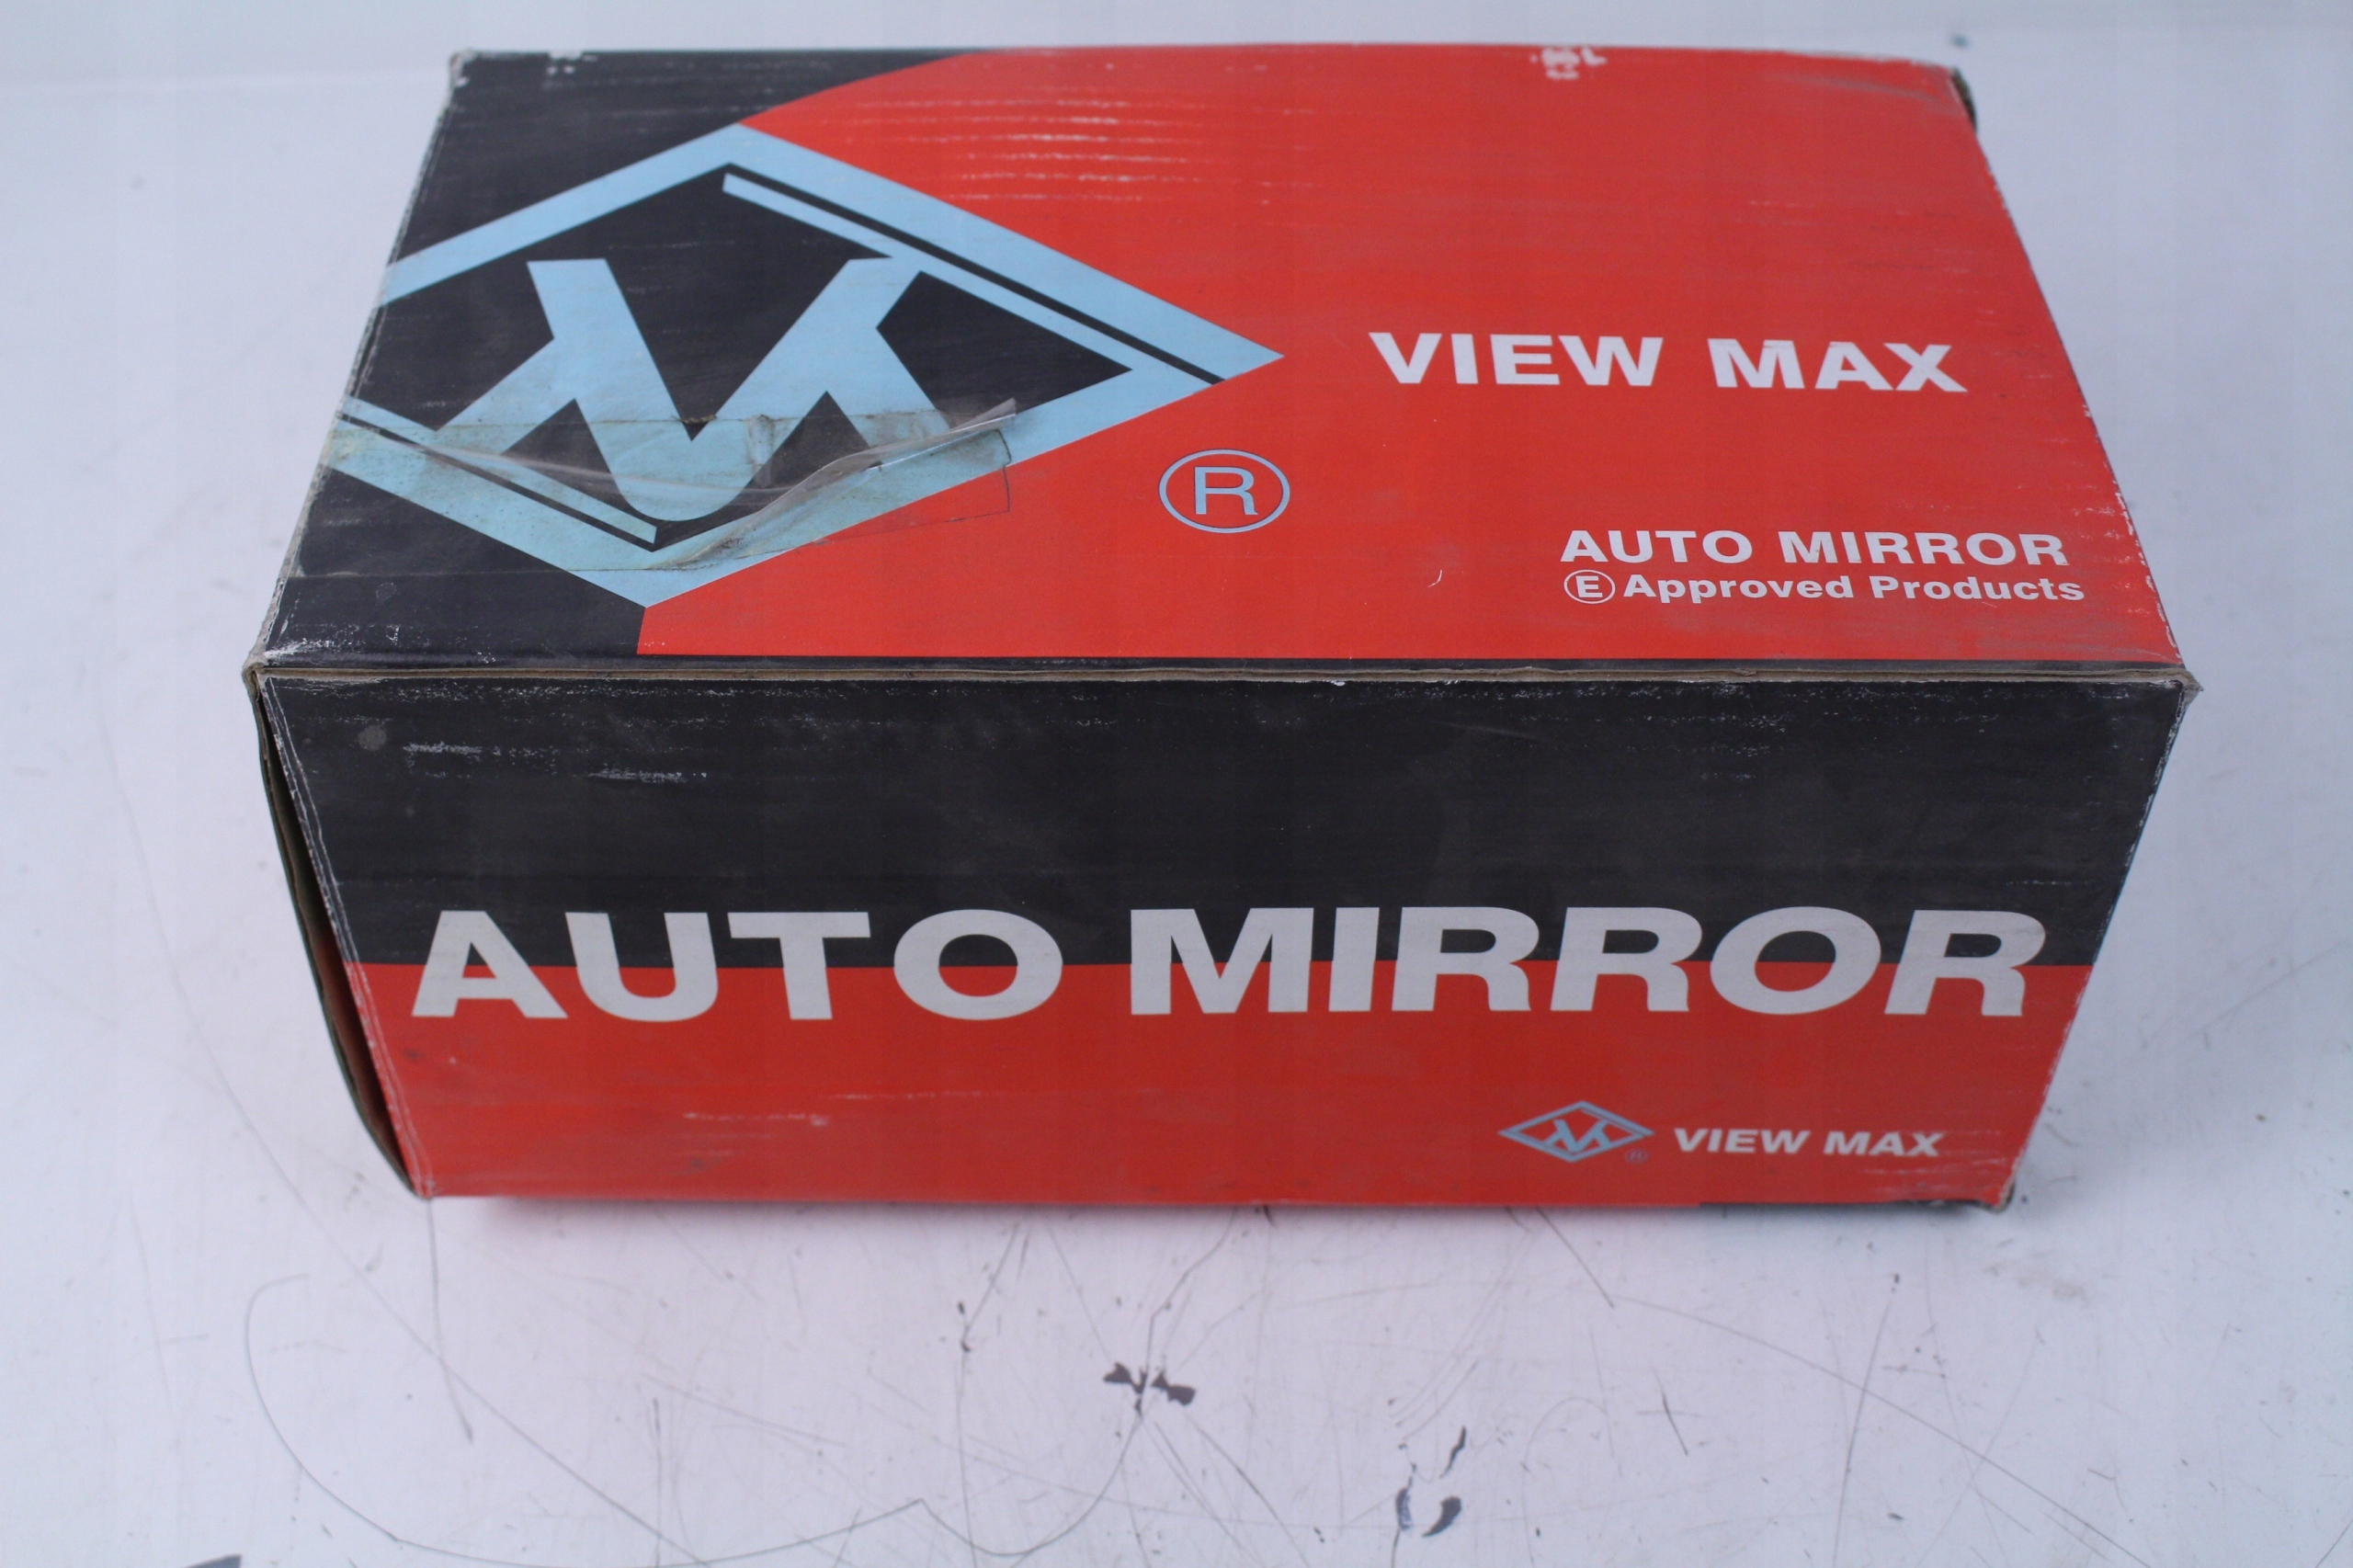 VIEW MAX
®
AUTO MIRROR
Ⓔ Approved Products
AUTO MIRROR
VIEW MAX